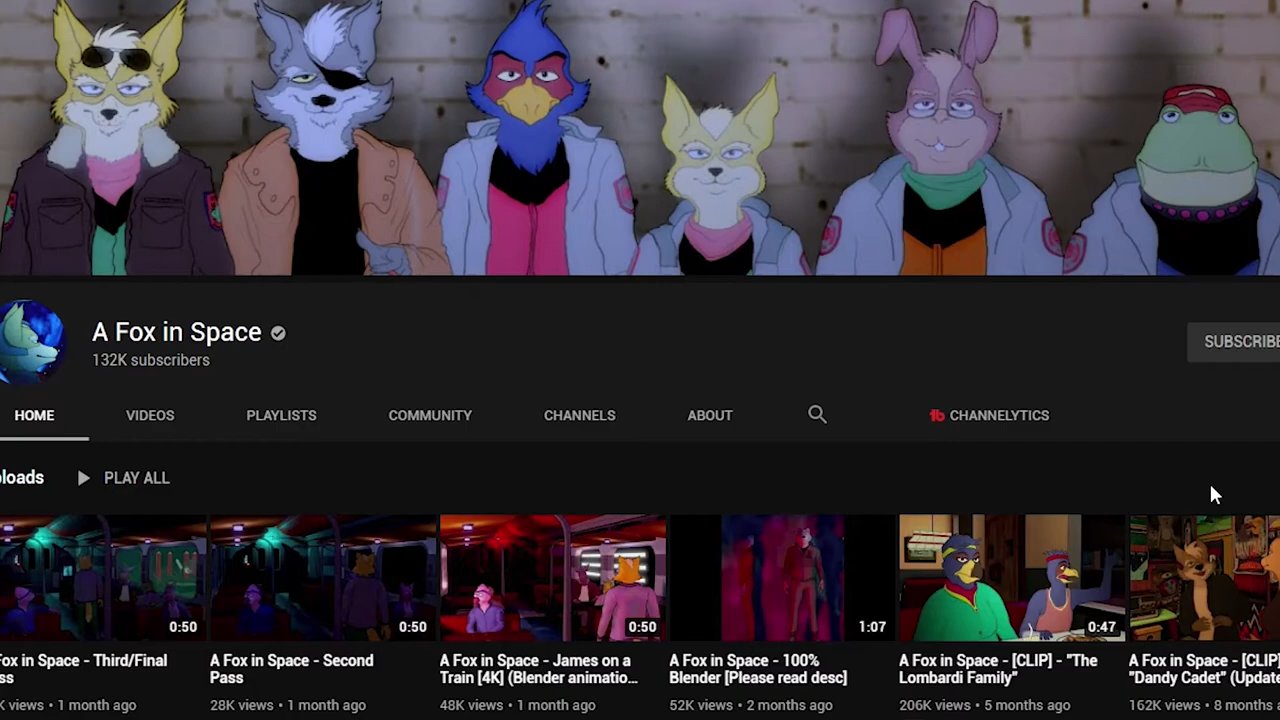 A Fox in Space
132K subscribers
SUBSCRIBE
HOME VIDEOS PLAYLISTS COMMUNITY CHANNELS ABOUT CHANNELYTICS
loads PLAY ALL
0:50 0:50 0:50 1:07 0:47
ox in Space - Third/Final A Fox in Space - Second A Fox in Space - James on a A Fox in Space - 100% A Fox in Space - [CLIP] - "The A Fox in Space - [CLIP]
ss Pass Train [4K] (Blender animatio... Blender [Please read desc] Lombardi Family" "Dandy Cadet" (Update
K views • 1 month ago 28K views • 1 month ago 48K views • 1 month ago 52K views • 2 months ago 206K views • 5 months ago 162K views • 8 months